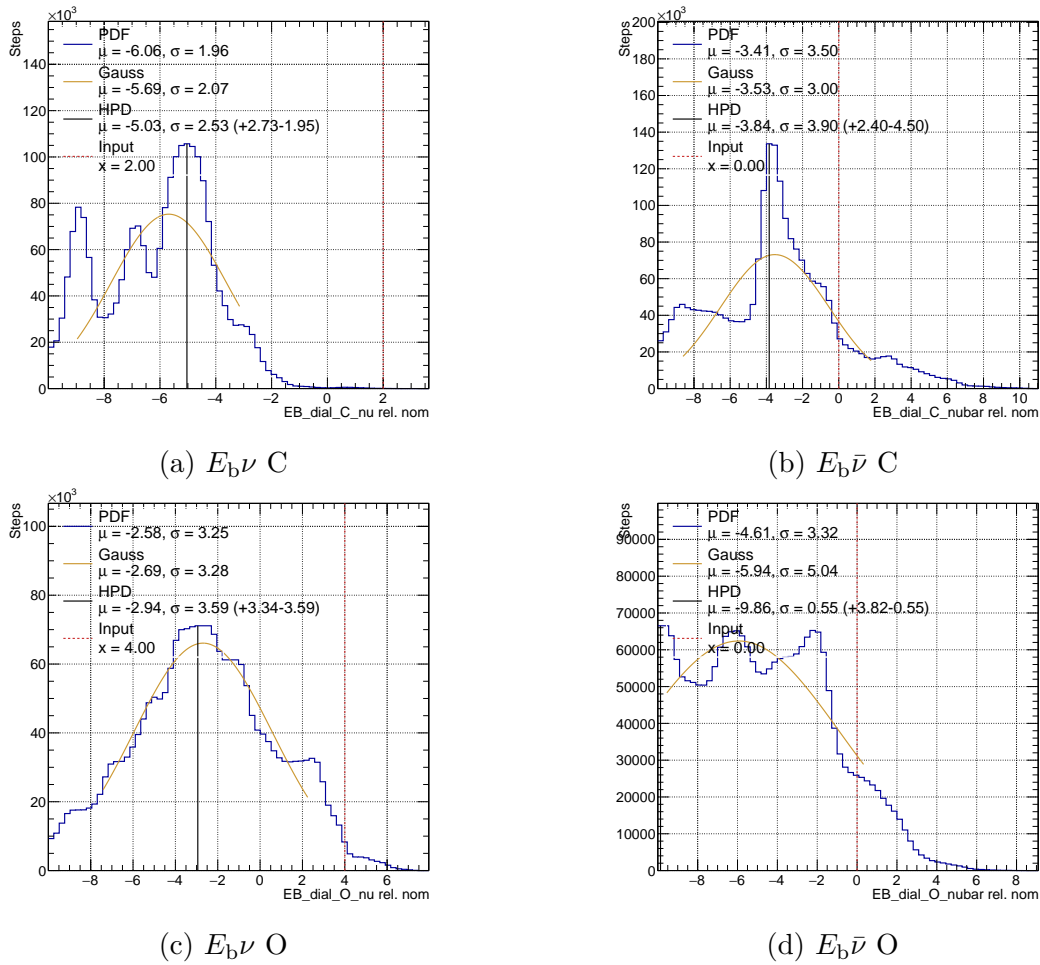 ×10³
Steps
PDF
μ = -6.06, σ = 1.96
Gauss
μ = -5.69, σ = 2.07
HPD
μ = -5.03, σ = 2.53 (+2.73-1.95)
Input
x = 2.00
140
120
100
80
60
40
20
0
−8 −6 −4 −2 0 2
EB_dial_C_nu rel. nom
(a) E_b ν C
×10³
Steps
PDF
μ = -3.41, σ = 3.50
Gauss
μ = -3.53, σ = 3.00
HPD
μ = -3.84, σ = 3.90 (+2.40-4.50)
Input
x = 0.00
200
180
160
140
120
100
80
60
40
20
0
−8 −6 −4 −2 0 2 4 6 8 10
EB_dial_C_nubar rel. nom
(b) E_b ν̄ C
×10³
Steps
PDF
μ = -2.58, σ = 3.25
Gauss
μ = -2.69, σ = 3.28
HPD
μ = -2.94, σ = 3.59 (+3.34-3.59)
Input
x = 4.00
100
80
60
40
20
0
−8 −6 −4 −2 0 2 4 6
EB_dial_O_nu rel. nom
(c) E_b ν O
Steps
PDF
μ = -4.61, σ = 3.32
Gauss
μ = -5.94, σ = 5.04
HPD
μ = -9.86, σ = 0.55 (+3.82-0.55)
Input
x = 0.00
90000
80000
70000
60000
50000
40000
30000
20000
10000
0
−8 −6 −4 −2 0 2 4 6 8
EB_dial_O_nubar rel. nom
(d) E_b ν̄ O